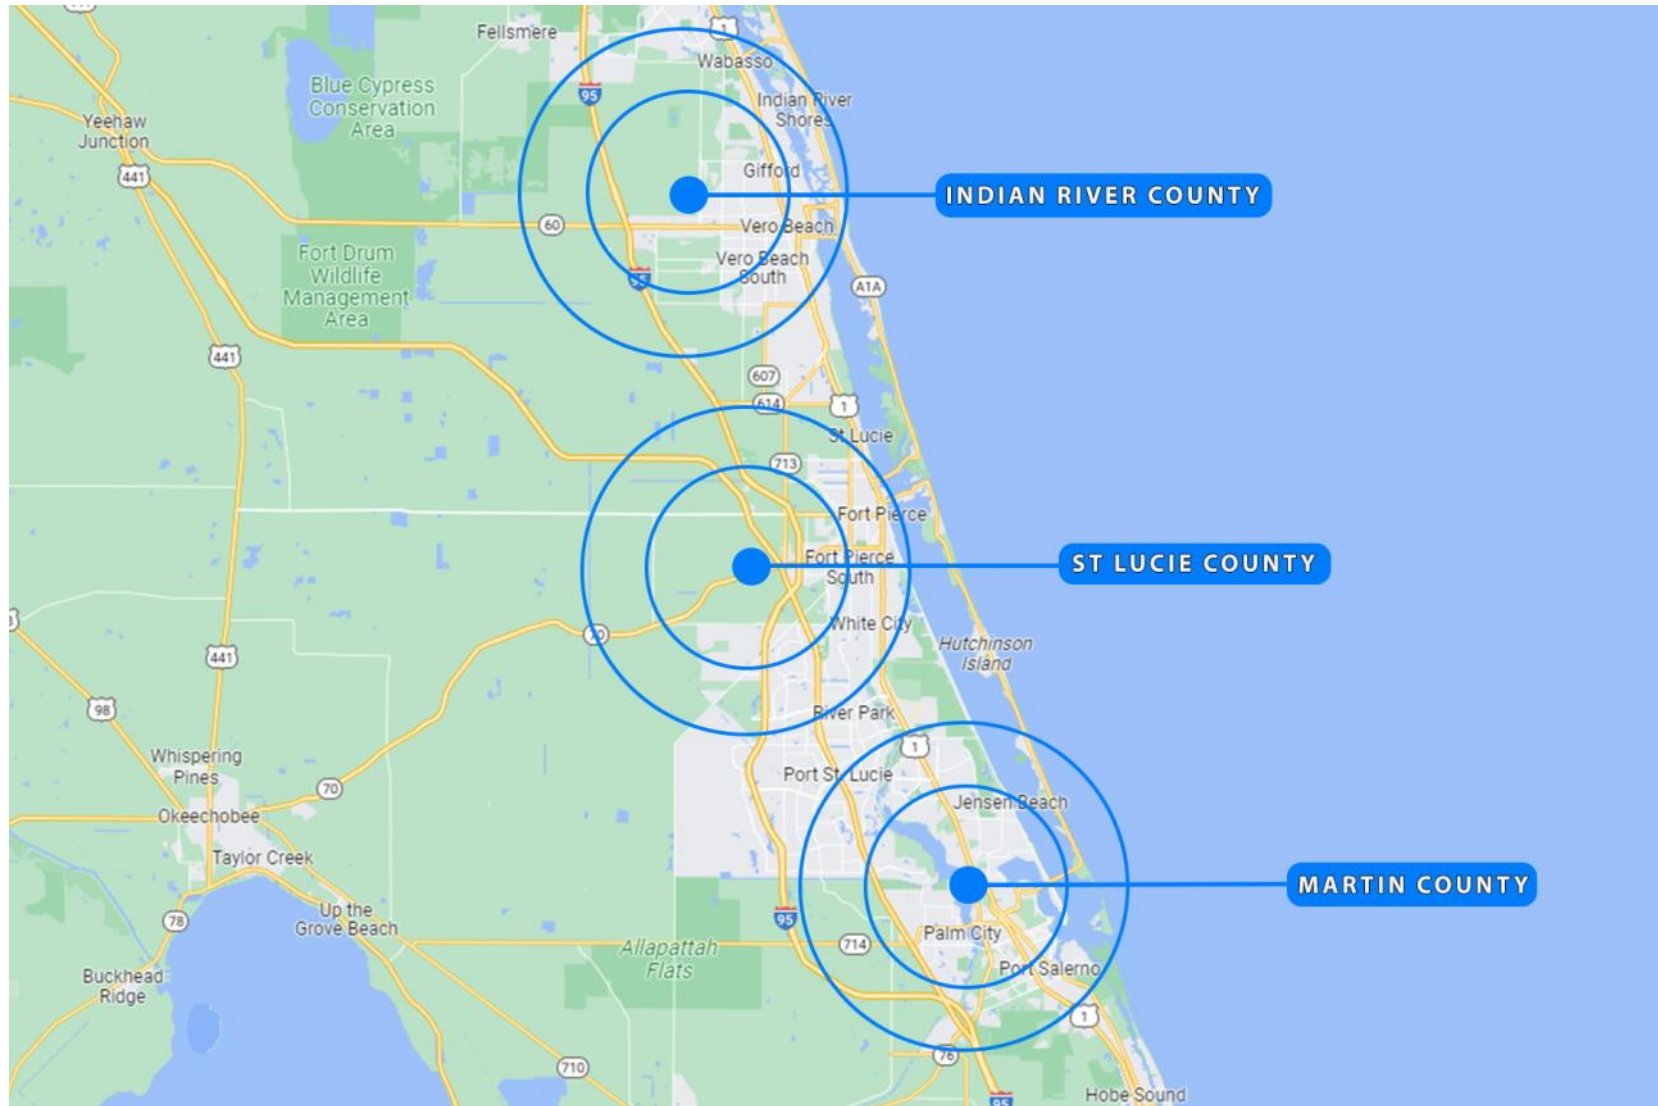 Fellsmere
1
Wabasso
Blue Cypress
Conservation
Area
95
Indian River
Shores
Yeehaw
Junction
441
Gifford
INDIAN RIVER COUNTY
60
Vero Beach
Fort Drum
Wildlife
Management
Area
Vero Beach
South
95
A1A
441
607
614
1
St Lucie
713
Fort Pierce
Fort Pierce
South
ST LUCIE COUNTY
70
White City
441
Hutchinson
Island
98
River Park
1
Whispering
Pines
Port St. Lucie
70
Jensen Beach
Okeechobee
Taylor Creek
MARTIN COUNTY
Up the
Grove Beach
78
95
714
Palm City
Allapattah
Flats
Port Salerno
Buckhead
Ridge
1
76
710
Hobe Sound
95